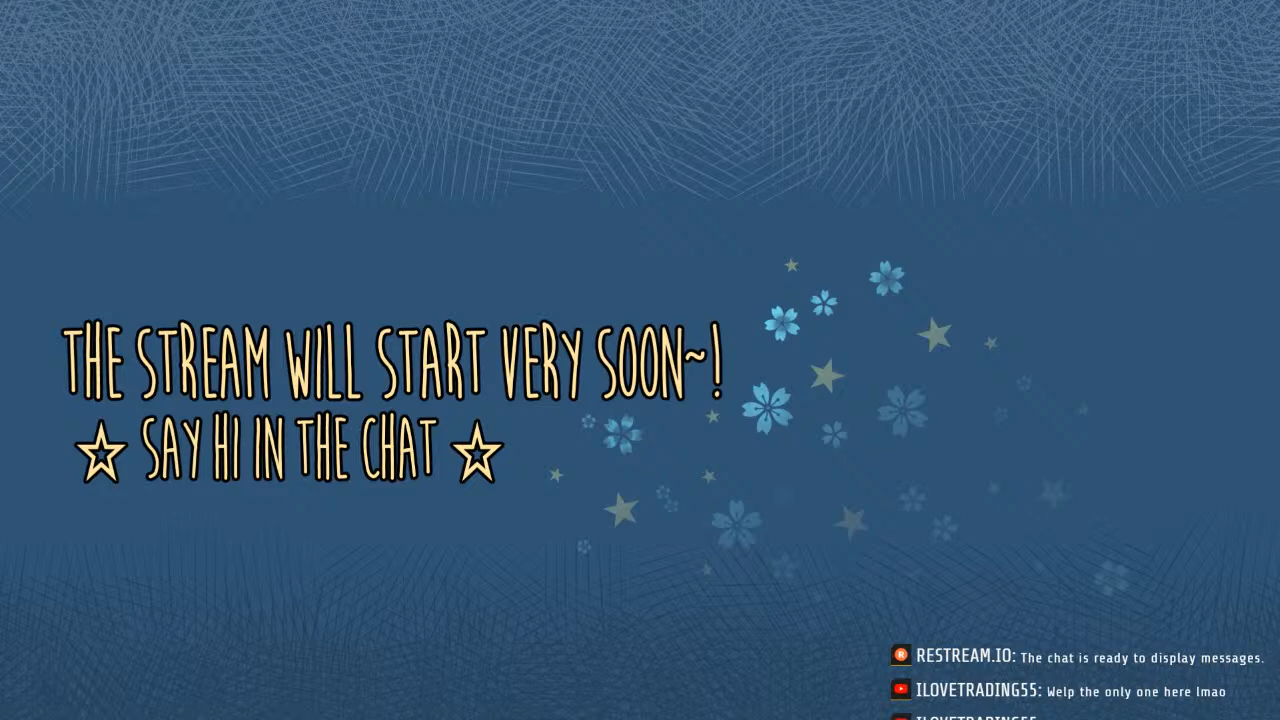 THE STREAM WILL START VERY SOON~!
☆ SAY HI IN THE CHAT ☆
RESTREAM.IO: The chat is ready to display messages.
ILOVETRADING55: Welp the only one here lmao